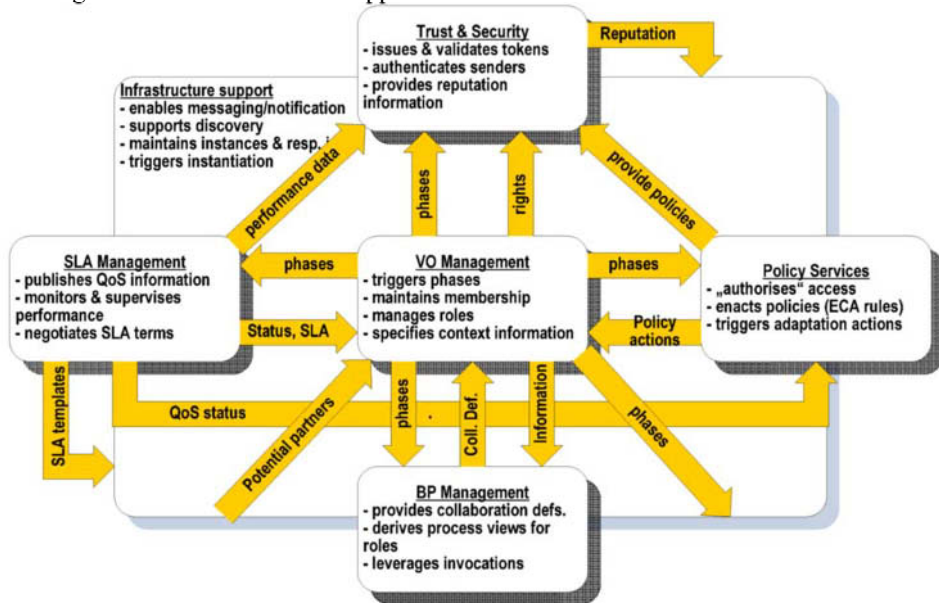 Trust & Security
- issues & validates tokens
- authenticates senders
- provides reputation
information
Reputation
Infrastructure support
- enables messaging/notification
- supports discovery
- maintains instances & resp.
- triggers instantiation
performance data
phases
rights
provide policies
SLA Management
- publishes QoS information
- monitors & supervises
performance
- negotiates SLA terms
phases
Status, SLA
VO Management
- triggers phases
- maintains membership
- manages roles
- specifies context information
phases
Policy
actions
Policy Services
- „authorises“ access
- enacts policies (ECA rules)
- triggers adaptation actions
SLA templates
QoS status
Potential partners
phases
.
Coll. Def.
Information
phases
BP Management
- provides collaboration defs.
- derives process views for
roles
- leverages invocations